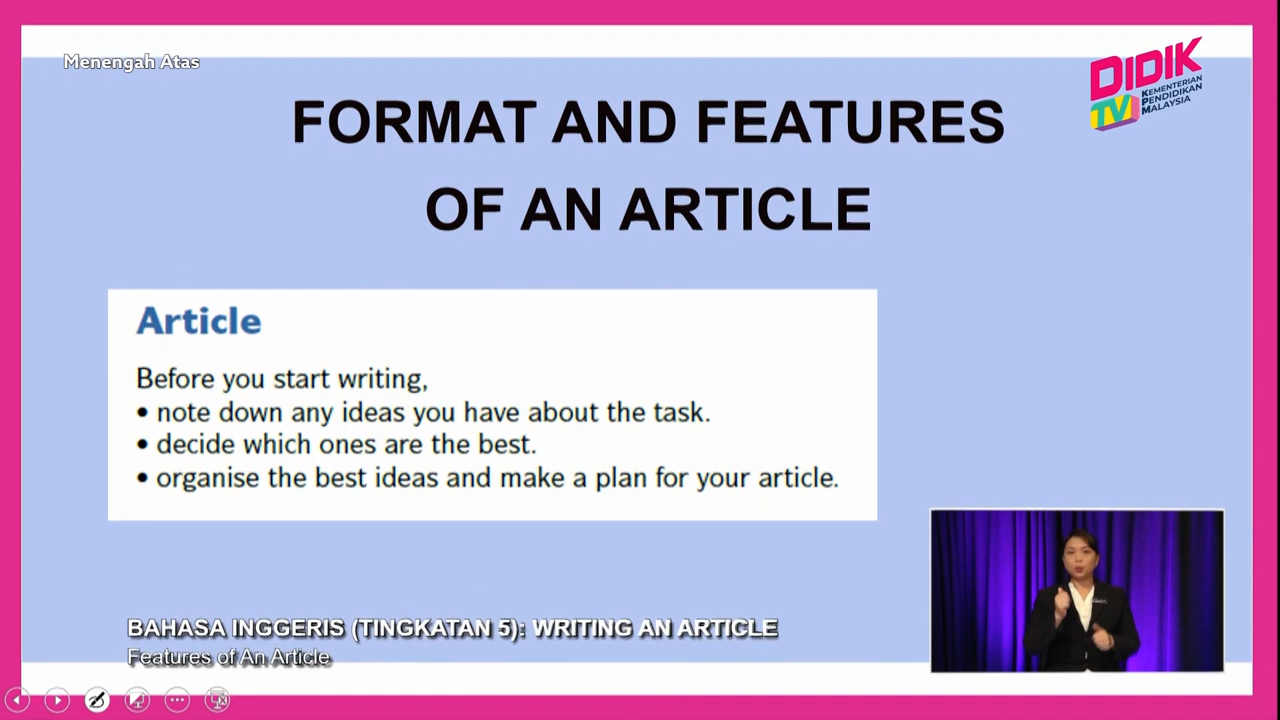 Menengah Atas
DIDIK
TV
KEMENTERIAN
PENDIDIKAN
MALAYSIA
FORMAT AND FEATURES
OF AN ARTICLE
Article
Before you start writing,
• note down any ideas you have about the task.
• decide which ones are the best.
• organise the best ideas and make a plan for your article.
BAHASA INGGERIS (TINGKATAN 5): WRITING AN ARTICLE
Features of An Article